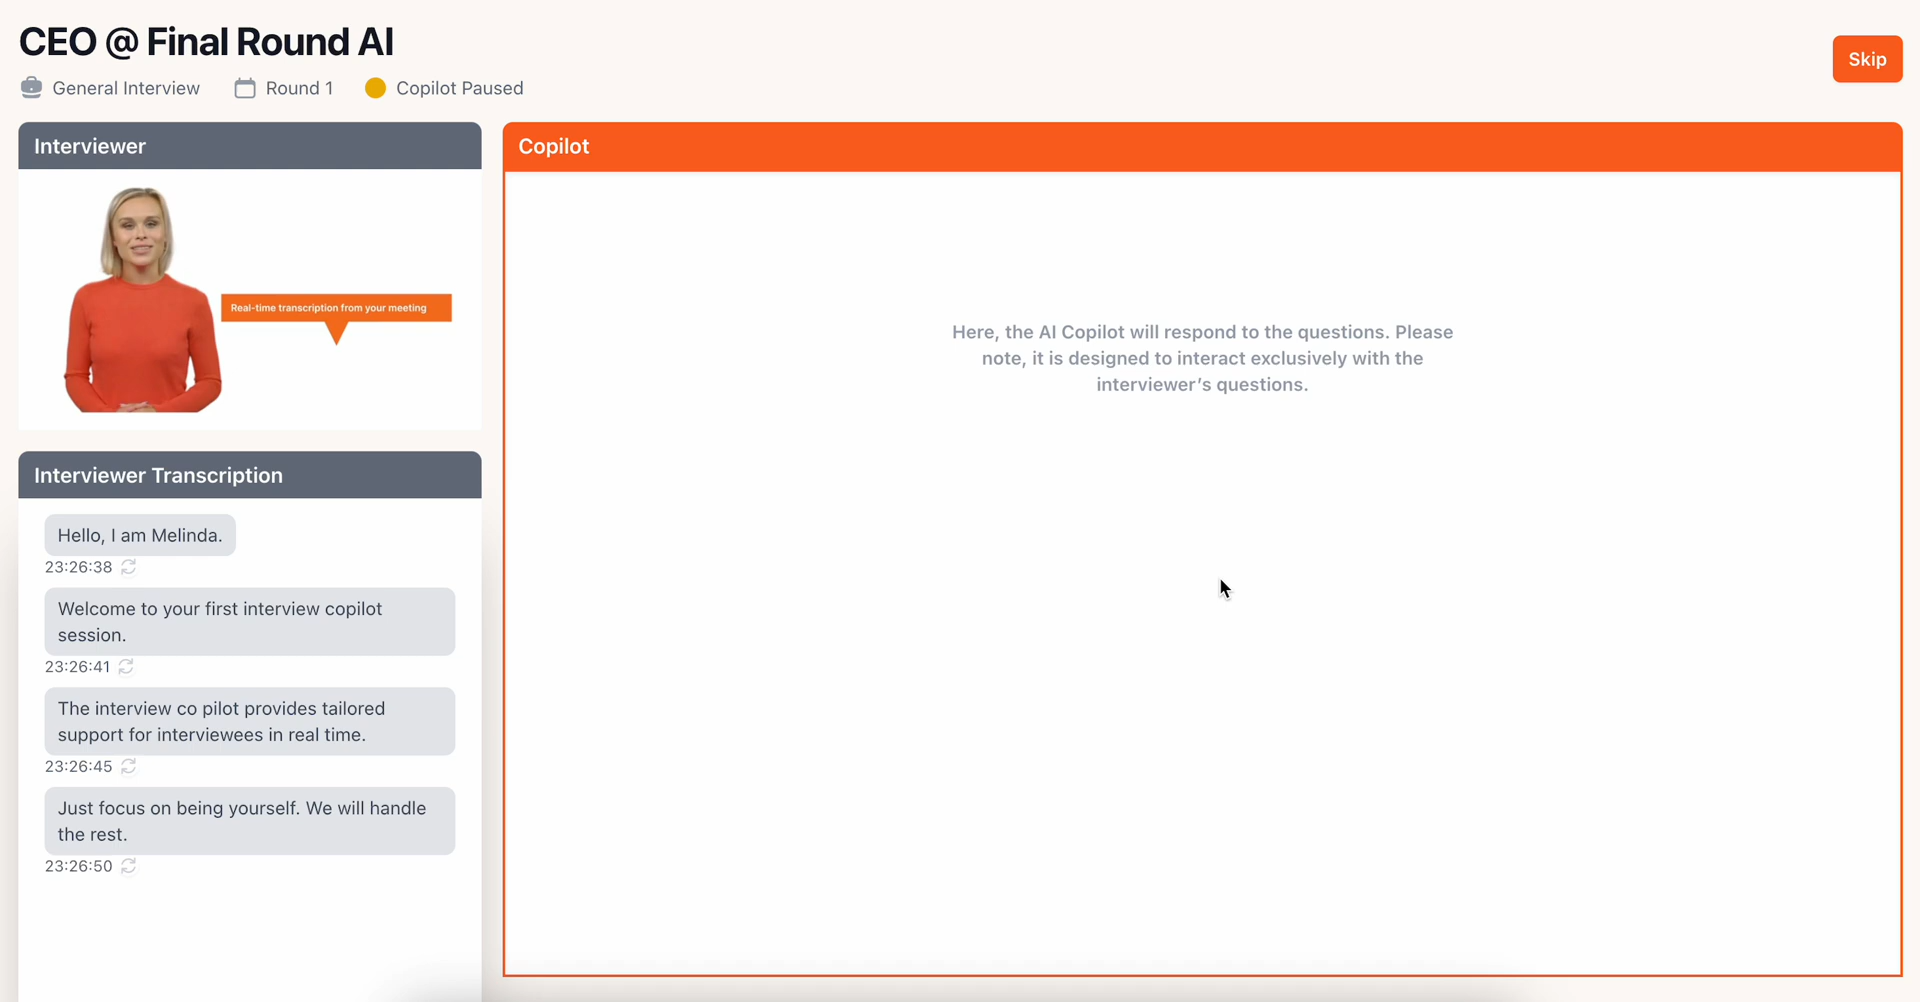 CEO @ Final Round AI
General Interview
Round 1
Copilot Paused
Skip
Interviewer
Real-time transcription from your meeting
Interviewer Transcription
Hello, I am Melinda.
23:26:38
Welcome to your first interview copilot
session.
23:26:41
The interview co pilot provides tailored
support for interviewees in real time.
23:26:45
Just focus on being yourself. We will handle
the rest.
23:26:50
Copilot
Here, the AI Copilot will respond to the questions. Please
note, it is designed to interact exclusively with the
interviewer's questions.